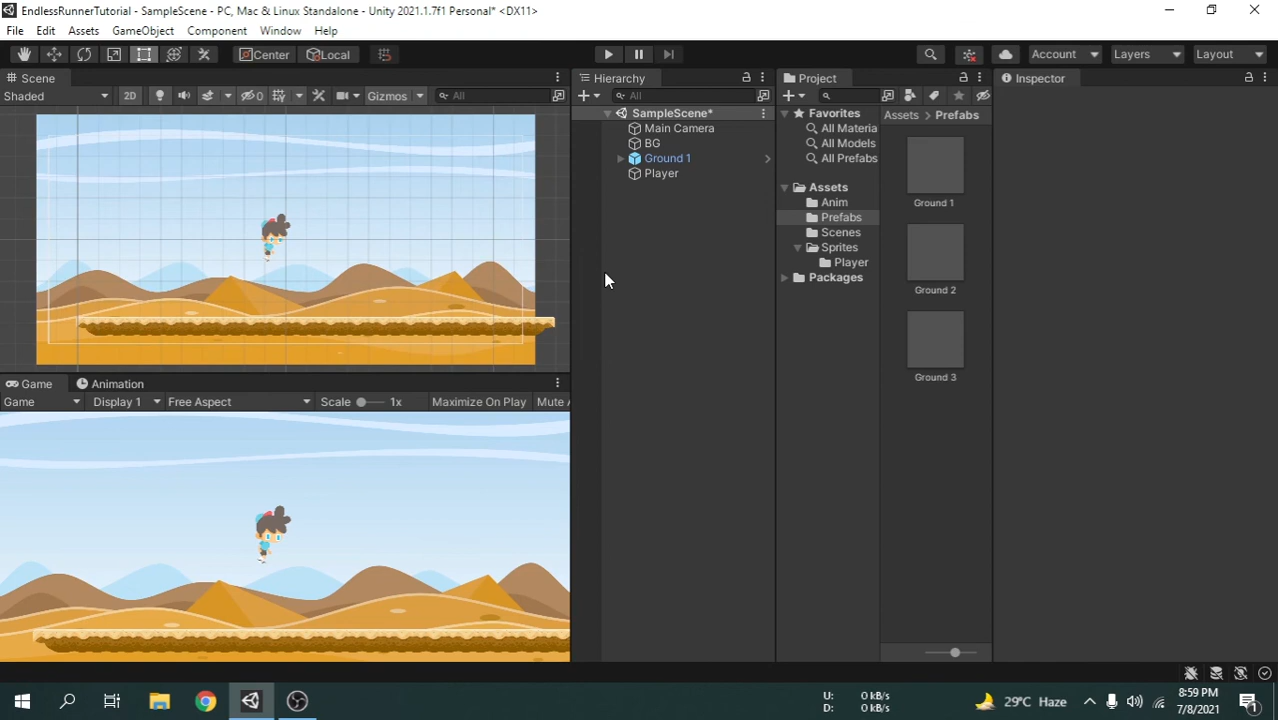 EndlessRunnerTutorial - SampleScene - PC, Mac & Linux Standalone - Unity 2021.1.7f1 Personal* <DX11>
File Edit Assets GameObject Component Window Help
Center Local Account Layers Layout
Scene Hierarchy Project Inspector
Shaded 2D 0 Gizmos All All
SampleScene*
Main Camera
BG
Ground 1
Player
Favorites
All Materia
All Models
All Prefabs
Assets
Anim
Prefabs
Scenes
Sprites
Player
Packages
Assets > Prefabs
Ground 1
Ground 2
Ground 3
Game Animation
Game Display 1 Free Aspect Scale 1x Maximize On Play Mute A
U: 0 kB/s
D: 0 kB/s
29°C Haze
8:59 PM
7/8/2021
1